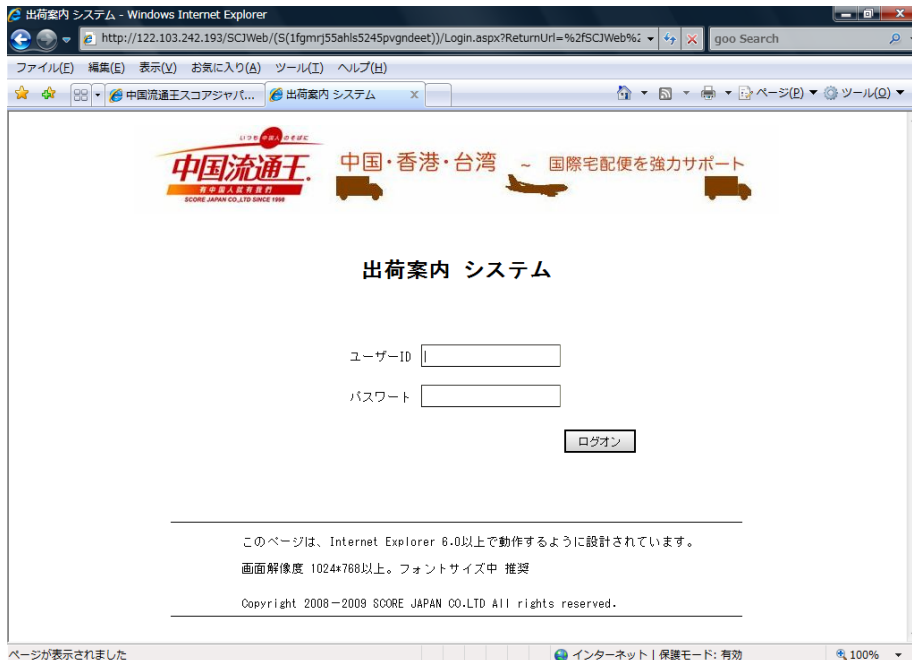 出荷案内 システム - Windows Internet Explorer
http://122.103.242.193/SCJWeb/(S(1fgmrj55ahls5245pvgndeet))/Login.aspx?ReturnUrl=%2fSCJWeb%2
goo Search
ファイル(F) 編集(E) 表示(V) お気に入り(A) ツール(T) ヘルプ(H)
中国流通王スコアジャパ... 出荷案内 システム x ページ(P) ツール(O)
いつも中国人のそばに
中国流通王.
有中国人就有我們
SCORE JAPAN CO.,LTD SINCE 1998
中国・香港・台湾 ~ 国際宅配便を強力サポート
出荷案内 システム
ユーザーID
パスワート
ログオン
このページは、Internet Explorer 6.0以上で動作するように設計されています。
画面解像度 1024*768以上。フォントサイズ中 推奨
Copyright 2008－2009 SCORE JAPAN CO.LTD All rights reserved.
ページが表示されました インターネット | 保護モード: 有効 100%